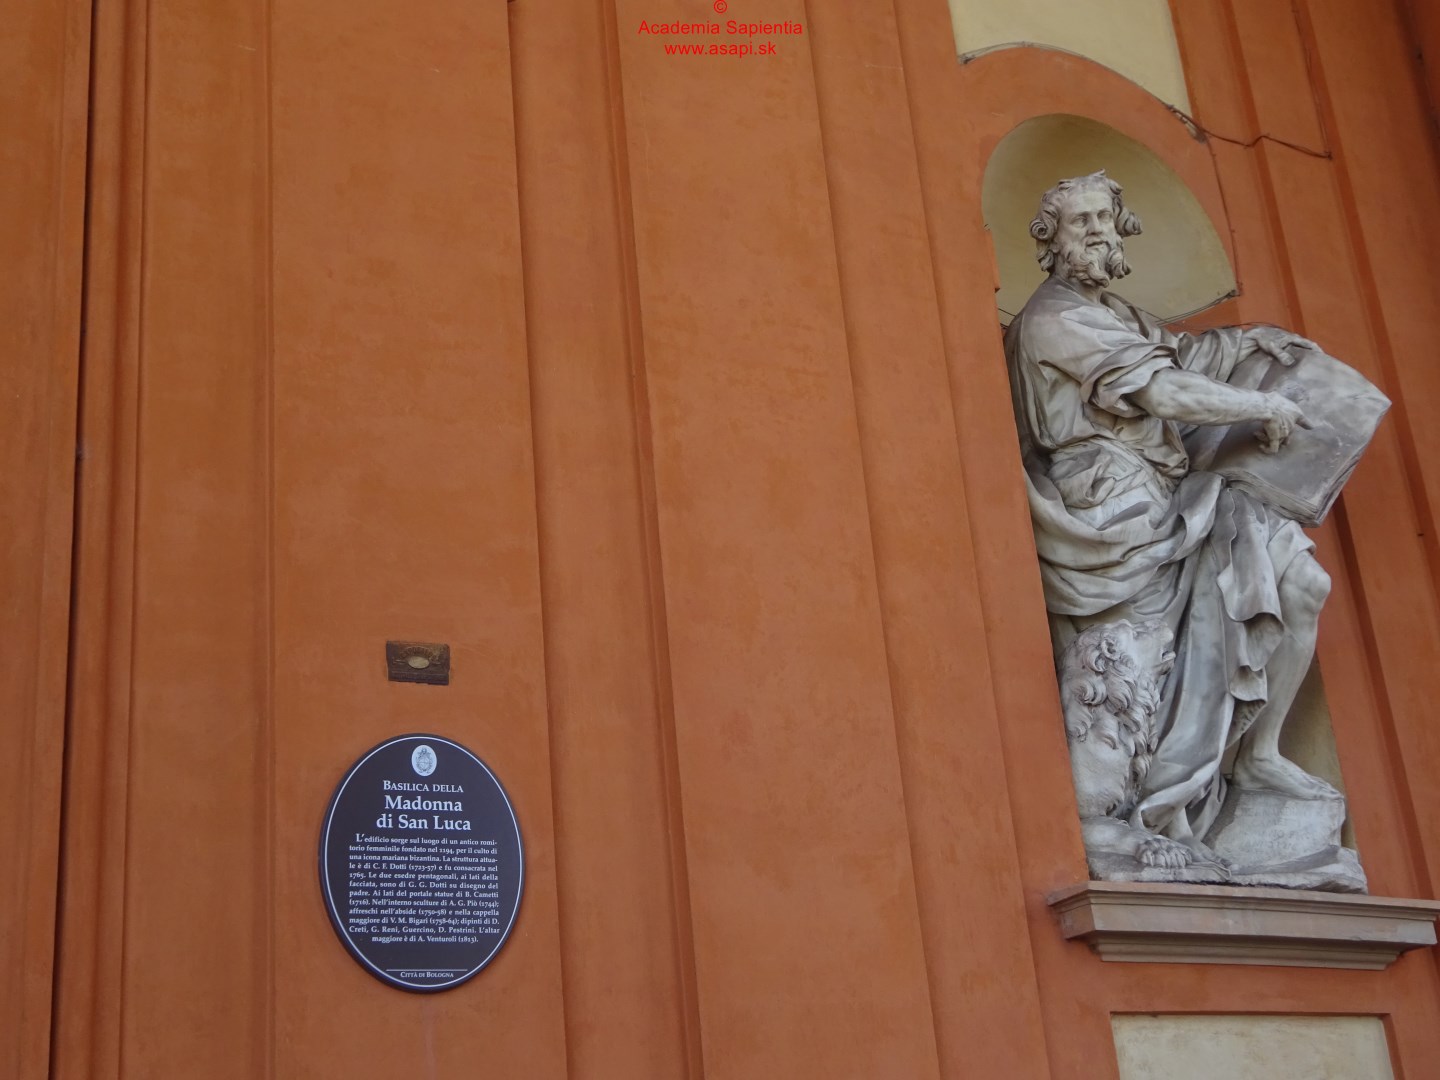 ©
Academia Sapientia
www.asapi.sk
BASILICA DELLA
Madonna
di San Luca
L'edificio sorge sul luogo di un antico romi-
torio femminile fondato nel 1194, per il culto di
una icona mariana bizantina. La struttura attua-
le è di C. F. Dotti (1723-57) e fu consacrata nel
1765. Le due esedre pentagonali, ai lati della
facciata, sono di G. G. Dotti su disegno del
padre. Ai lati del portale statue di B. Cametti
(1716). Nell'interno sculture di A. G. Piò (1744);
affreschi nell'abside (1750-58) e nella cappella
maggiore di V. M. Bigari (1758-64); dipinti di D.
Creti, G. Reni, Guercino, D. Pestrini. L'altar
maggiore è di A. Venturoli (1815).
CITTÀ DI BOLOGNA